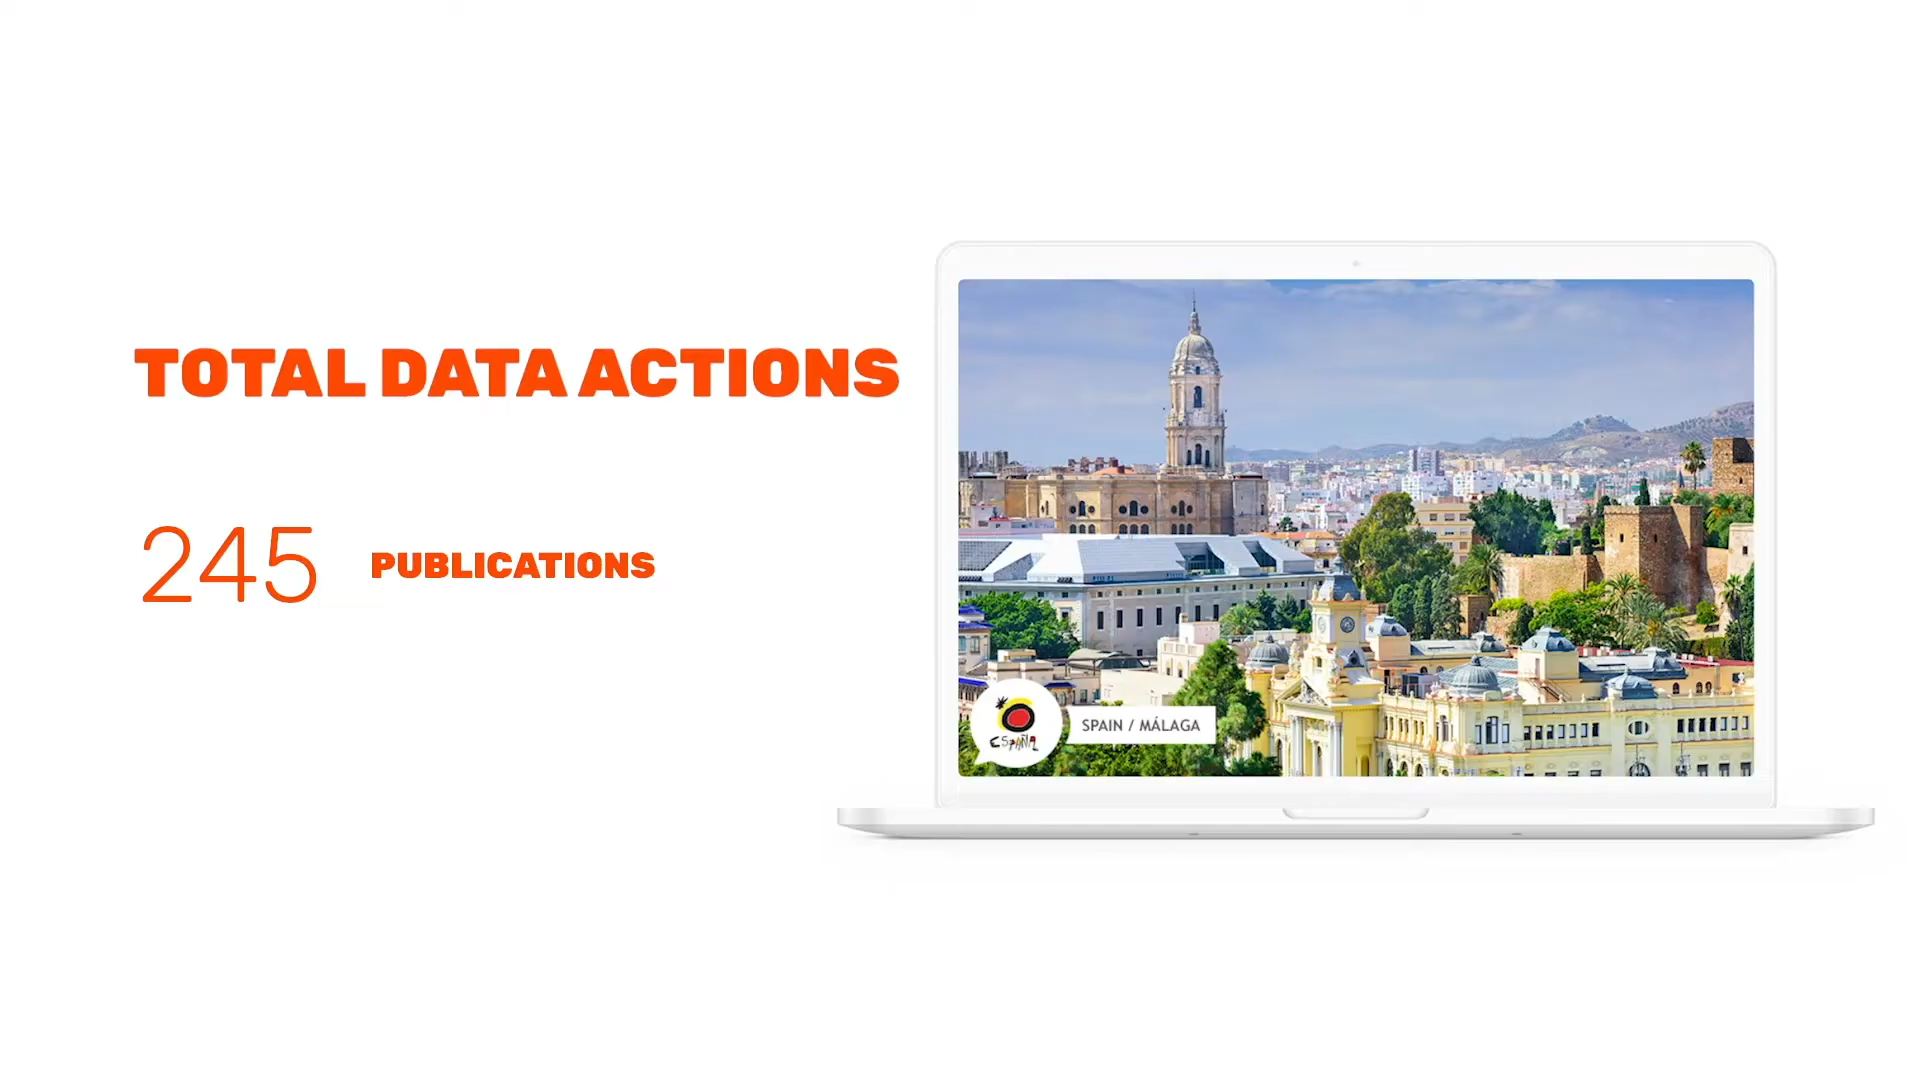 TOTAL DATA ACTIONS
245 PUBLICATIONS
ESPAÑA
SPAIN / MÁLAGA